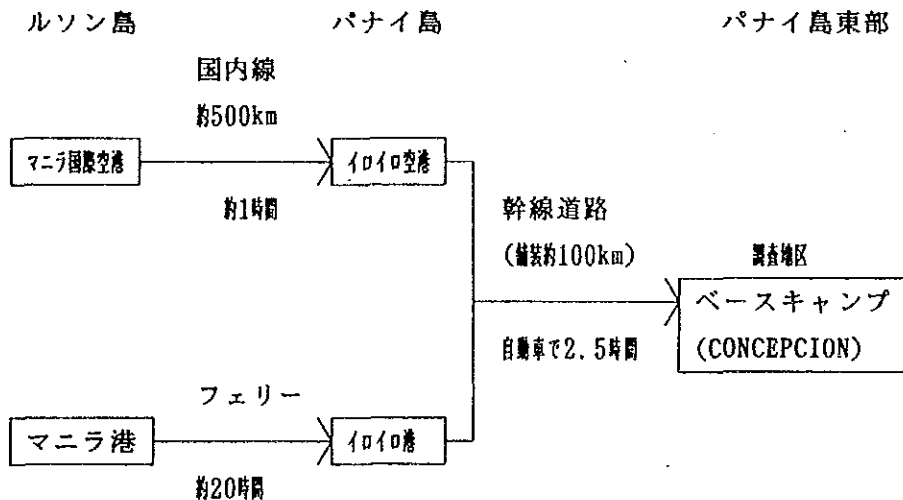 ルソン島 パナイ島 パナイ島東部
国内線
約500km
マニラ国際空港 イロイロ空港
約1時間
幹線道路
(舗装約100km) 調査地区
ベースキャンプ
自動車で2.5時間 (CONCEPCION)
フェリー
マニラ港 イロイロ港
約20時間